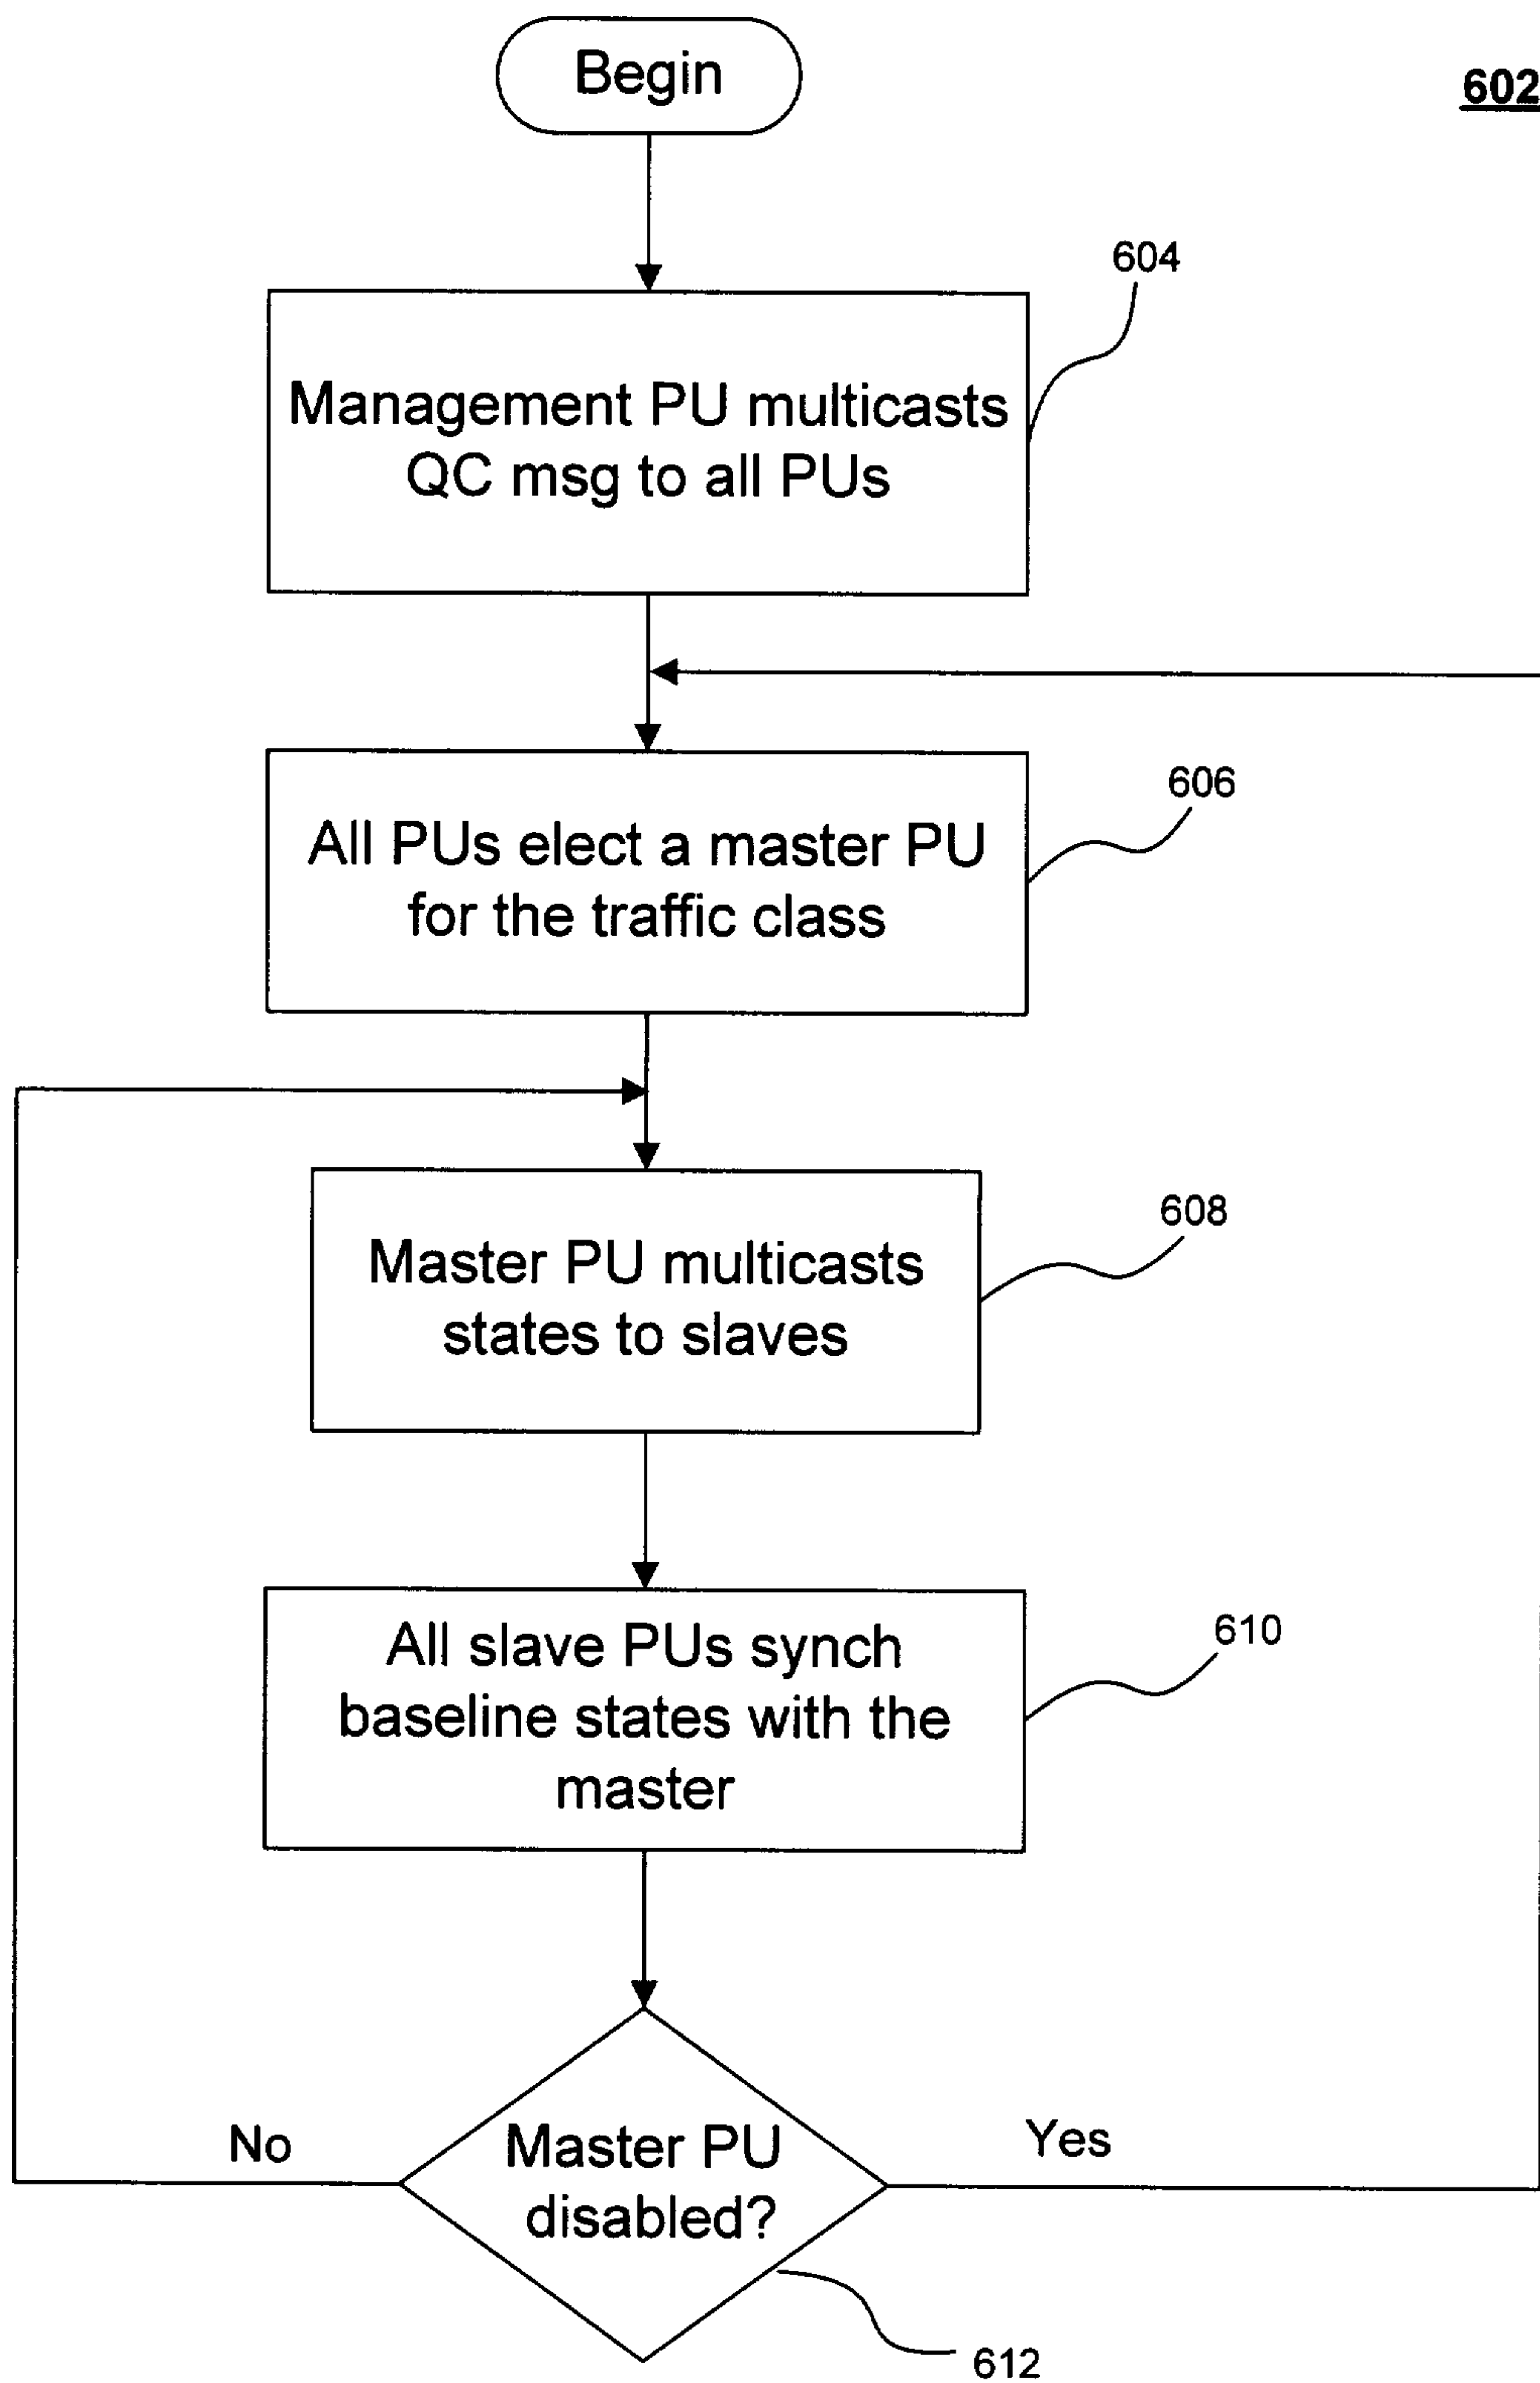 Begin
602
604
Management PU multicasts
QC msg to all PUs
606
All PUs elect a master PU
for the traffic class
608
Master PU multicasts
states to slaves
610
All slave PUs synch
baseline states with the
master
No
Master PU
disabled?
Yes
612